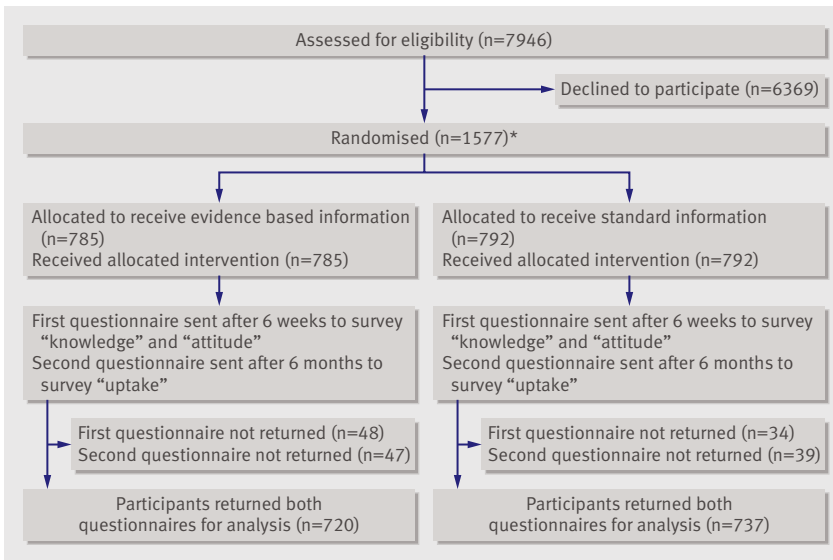 Assessed for eligibility (n=7946)
Declined to participate (n=6369)
Randomised (n=1577)*
Allocated to receive evidence based information
(n=785)
Received allocated intervention (n=785)
Allocated to receive standard information
(n=792)
Received allocated intervention (n=792)
First questionnaire sent after 6 weeks to survey
“knowledge” and “attitude”
Second questionnaire sent after 6 months to
survey “uptake”
First questionnaire sent after 6 weeks to survey
“knowledge” and “attitude”
Second questionnaire sent after 6 months to
survey “uptake”
First questionnaire not returned (n=48)
Second questionnaire not returned (n=47)
First questionnaire not returned (n=34)
Second questionnaire not returned (n=39)
Participants returned both
questionnaires for analysis (n=720)
Participants returned both
questionnaires for analysis (n=737)